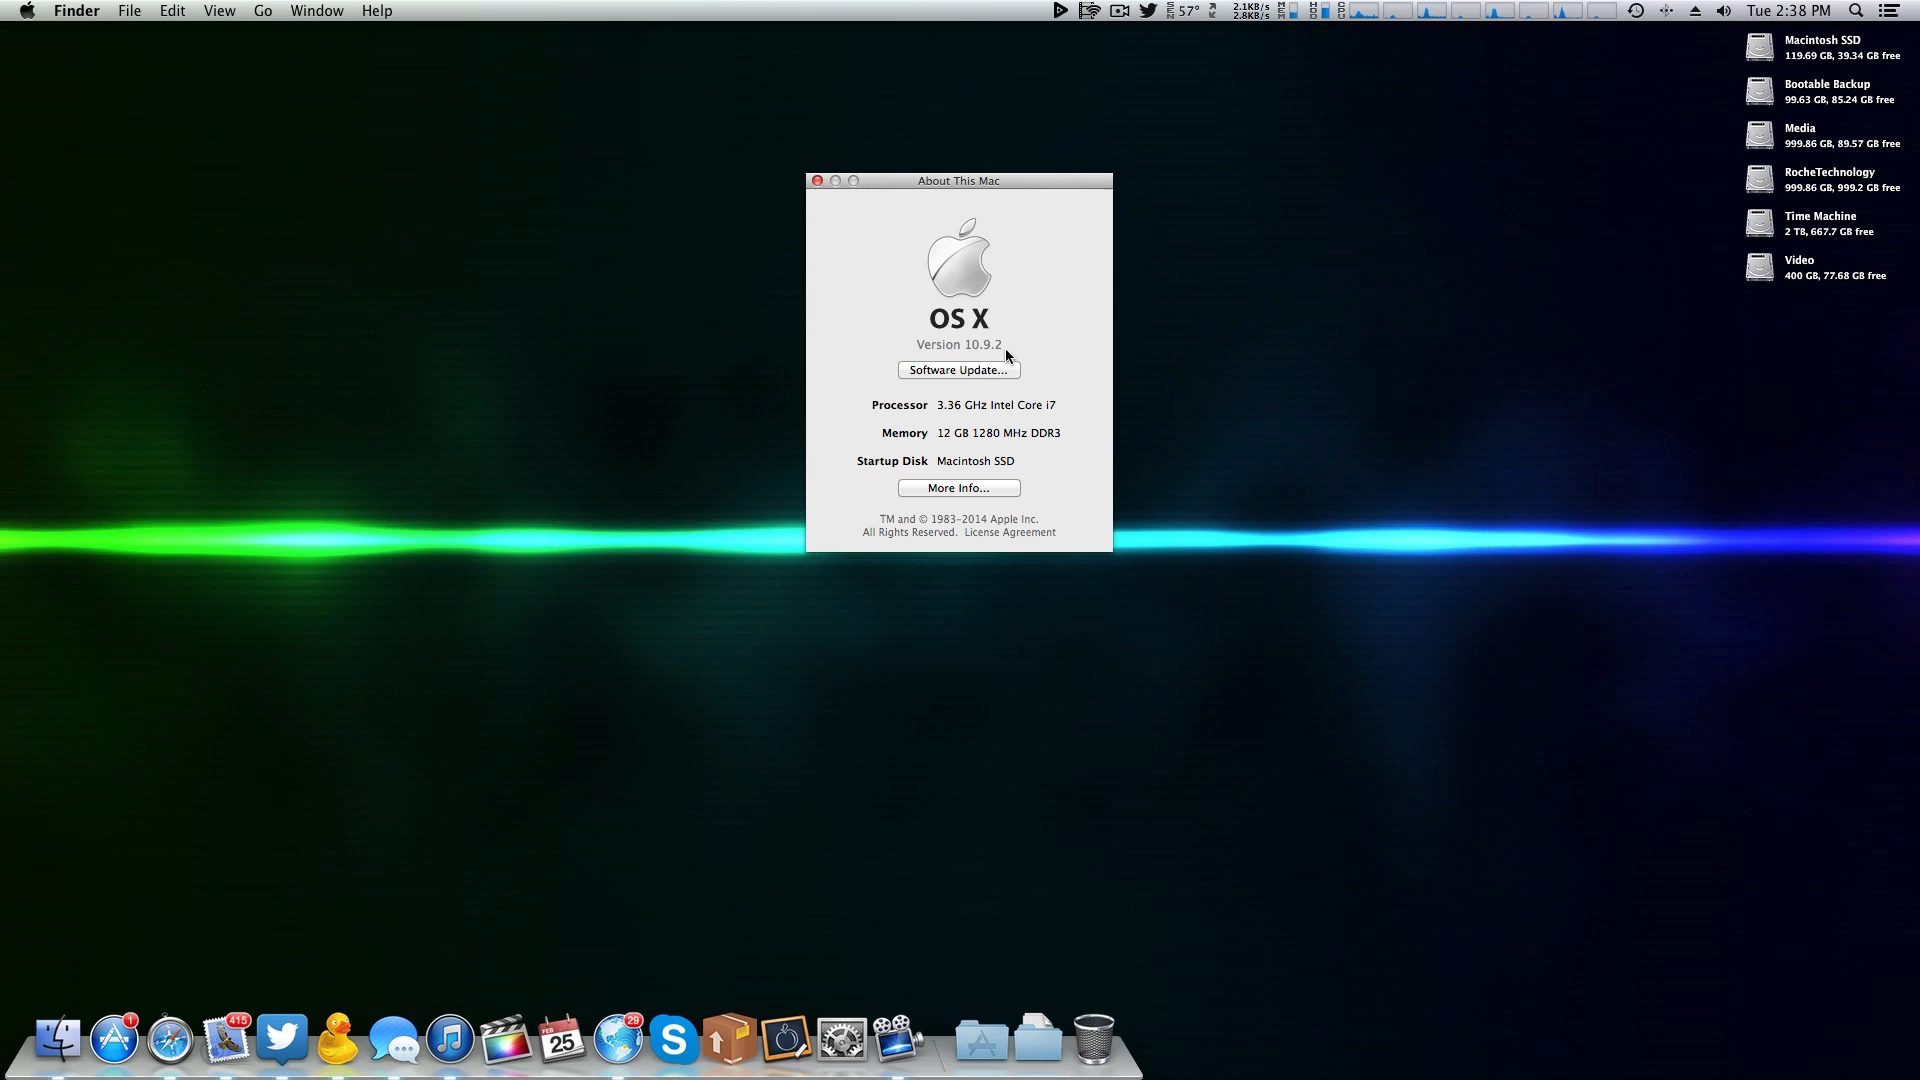 Finder File Edit View Go Window Help
57° 2.1KB/s MEM HDD CPU Tue 2:38 PM
2.8KB/s
Macintosh SSD
119.69 GB, 39.34 GB free
Bootable Backup
99.63 GB, 85.24 GB free
Media
999.86 GB, 89.57 GB free
RocheTechnology
999.86 GB, 999.2 GB free
Time Machine
2 TB, 667.7 GB free
Video
400 GB, 77.68 GB free
About This Mac
OS X
Version 10.9.2
Software Update...
Processor 3.36 GHz Intel Core i7
Memory 12 GB 1280 MHz DDR3
Startup Disk Macintosh SSD
More Info...
TM and © 1983-2014 Apple Inc.
All Rights Reserved. License Agreement
1
415
FEB
25
29
S